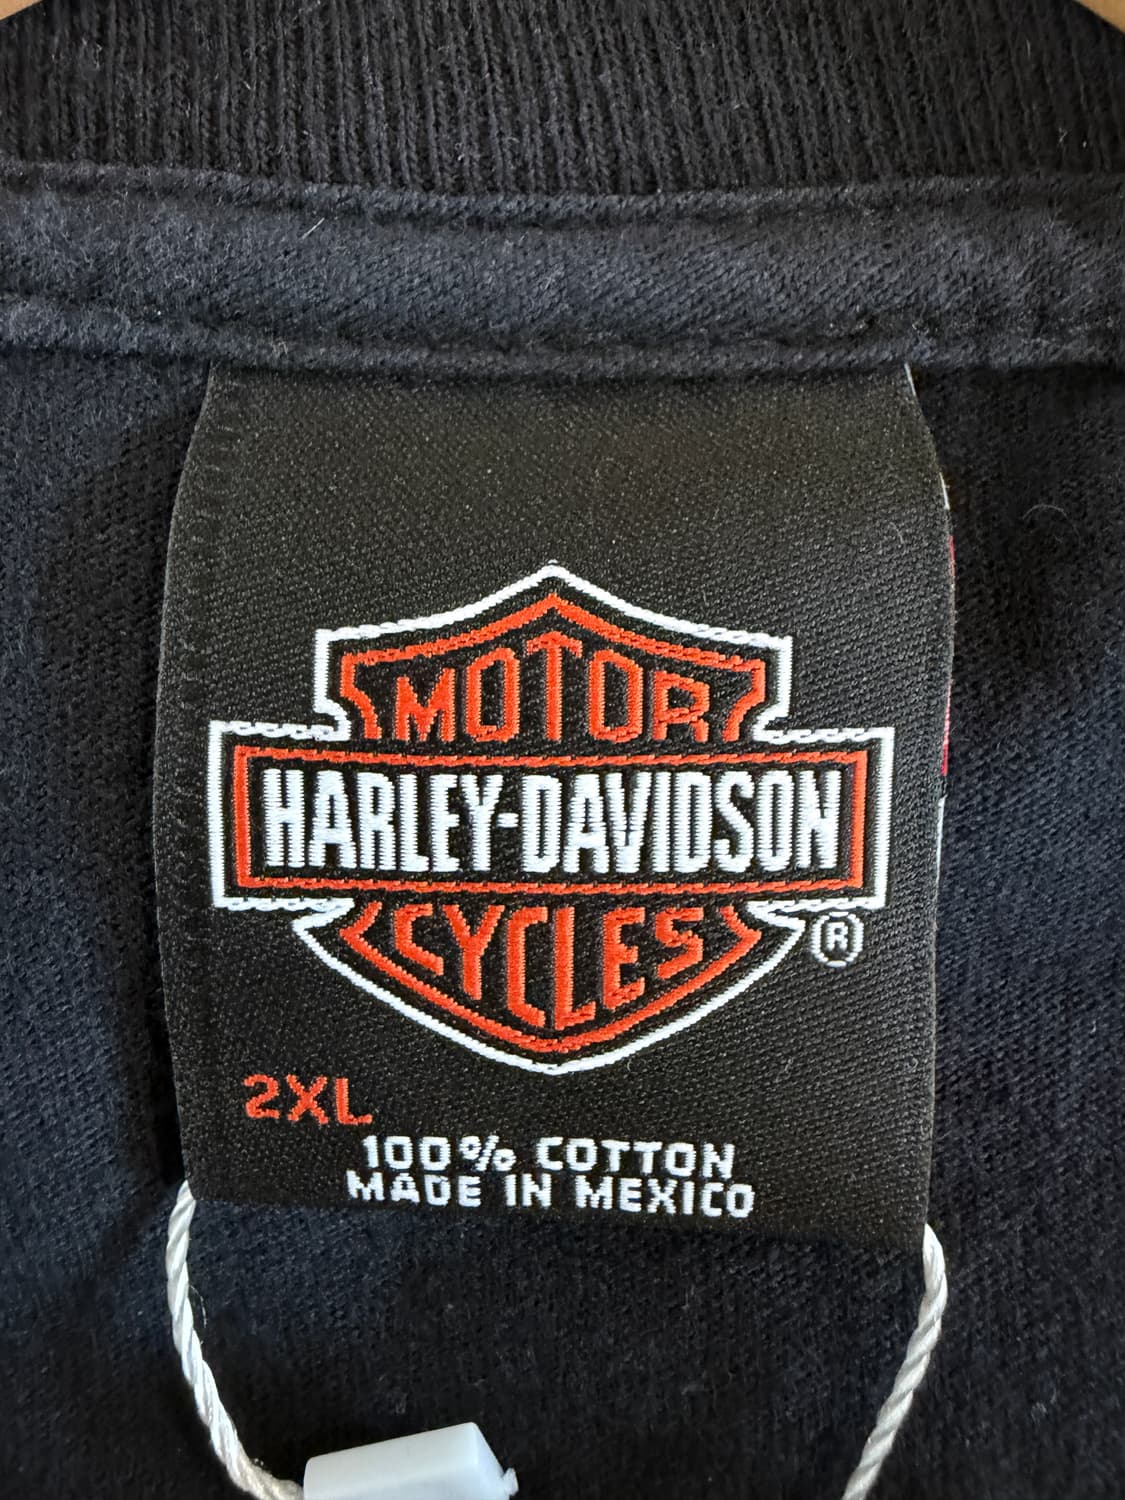 MOTOR
HARLEY-DAVIDSON
CYCLES
®
2XL
100% COTTON
MADE IN MEXICO